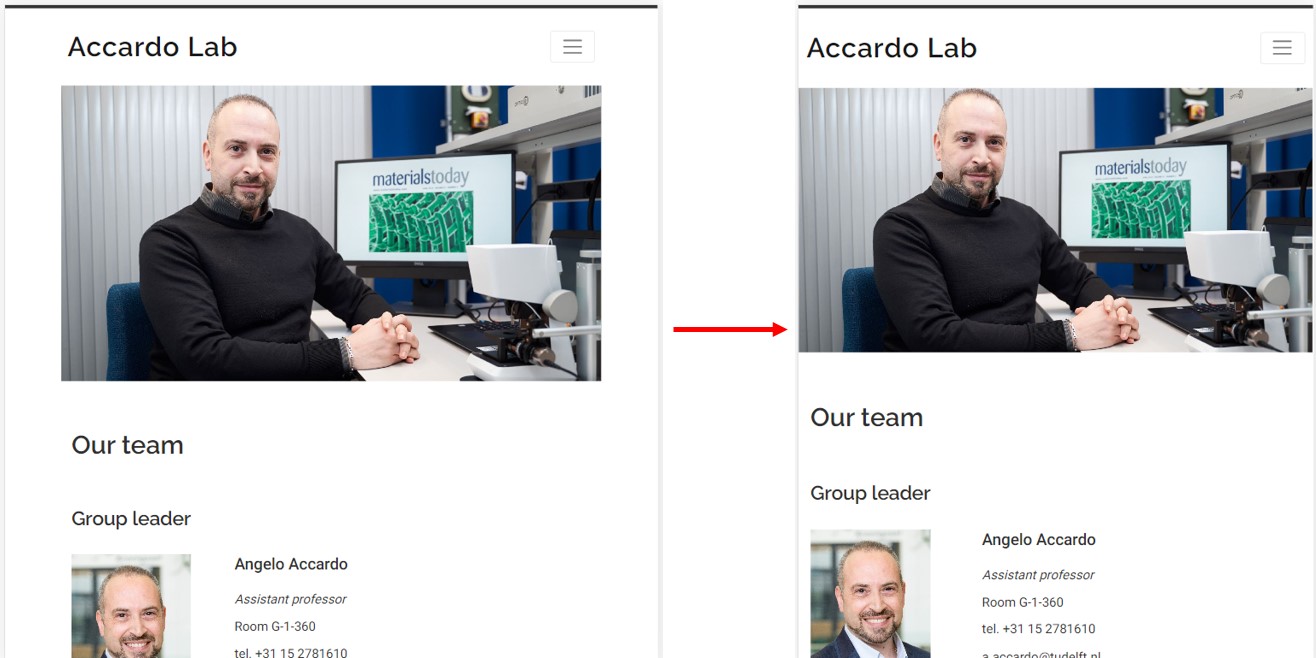 Accardo Lab
materialstoday
Our team
Group leader
Angelo Accardo
Assistant professor
Room G-1-360
tel. +31 15 2781610
Accardo Lab
materialstoday
Our team
Group leader
Angelo Accardo
Assistant professor
Room G-1-360
tel. +31 15 2781610
a.accardo@tudelft.nl